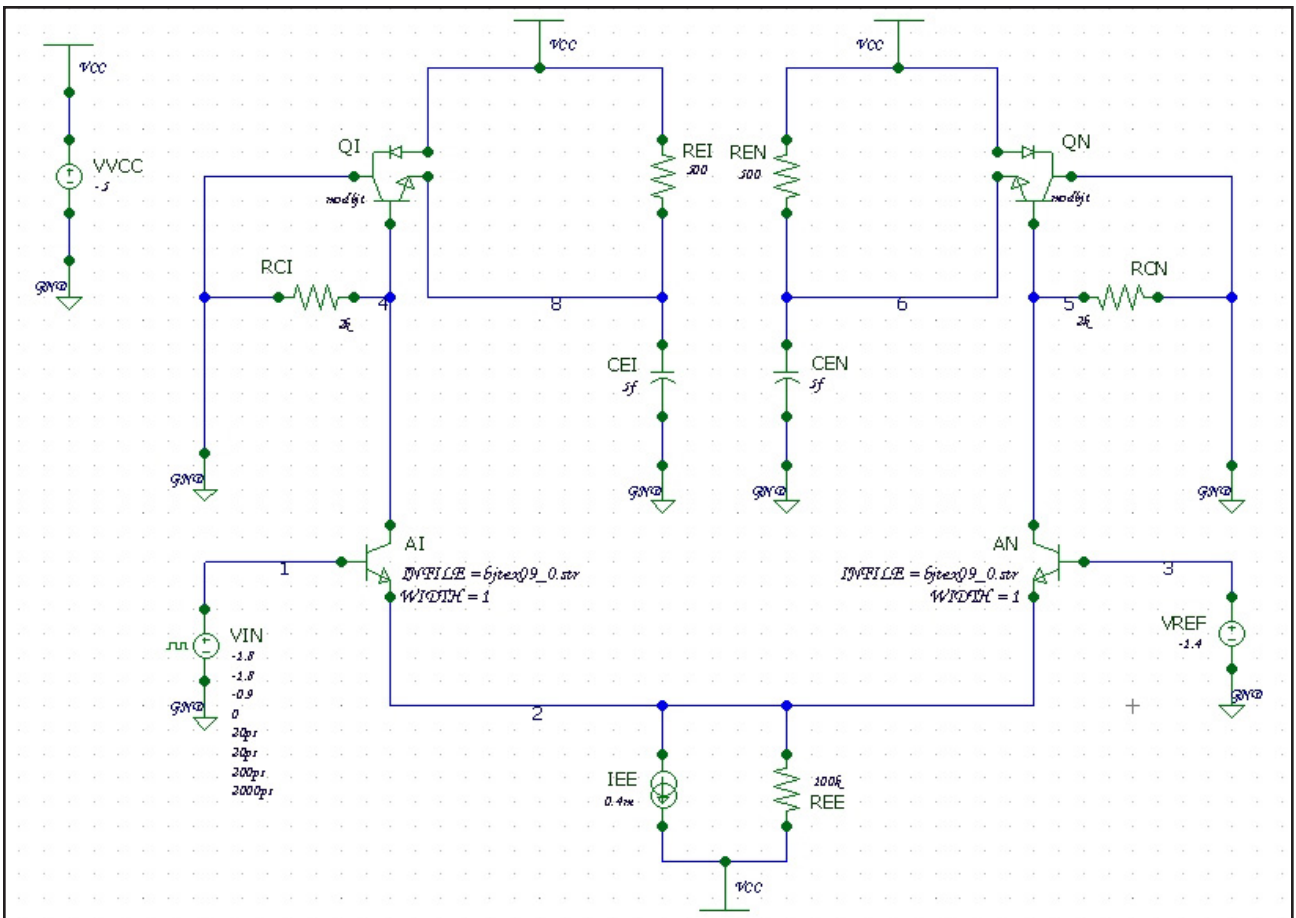 VCC
VCC
VCC
QI
QN
VVCC
-5
REI
500
REN
500
modbjt
modbjt
RCI
2k
4
8
6
5
RCN
2k
GND
CEI
5f
CEN
5f
GND
GND
GND
GND
AI
INFILE = bjtex09_0.str
WIDTH = 1
AN
INFILE = bjtex09_0.str
WIDTH = 1
1
3
VIN
-1.8
-1.8
-0.9
0
20ps
20ps
200ps
2000ps
GND
VREF
-1.4
GND
2
IEE
0.4m
100k
REE
VCC